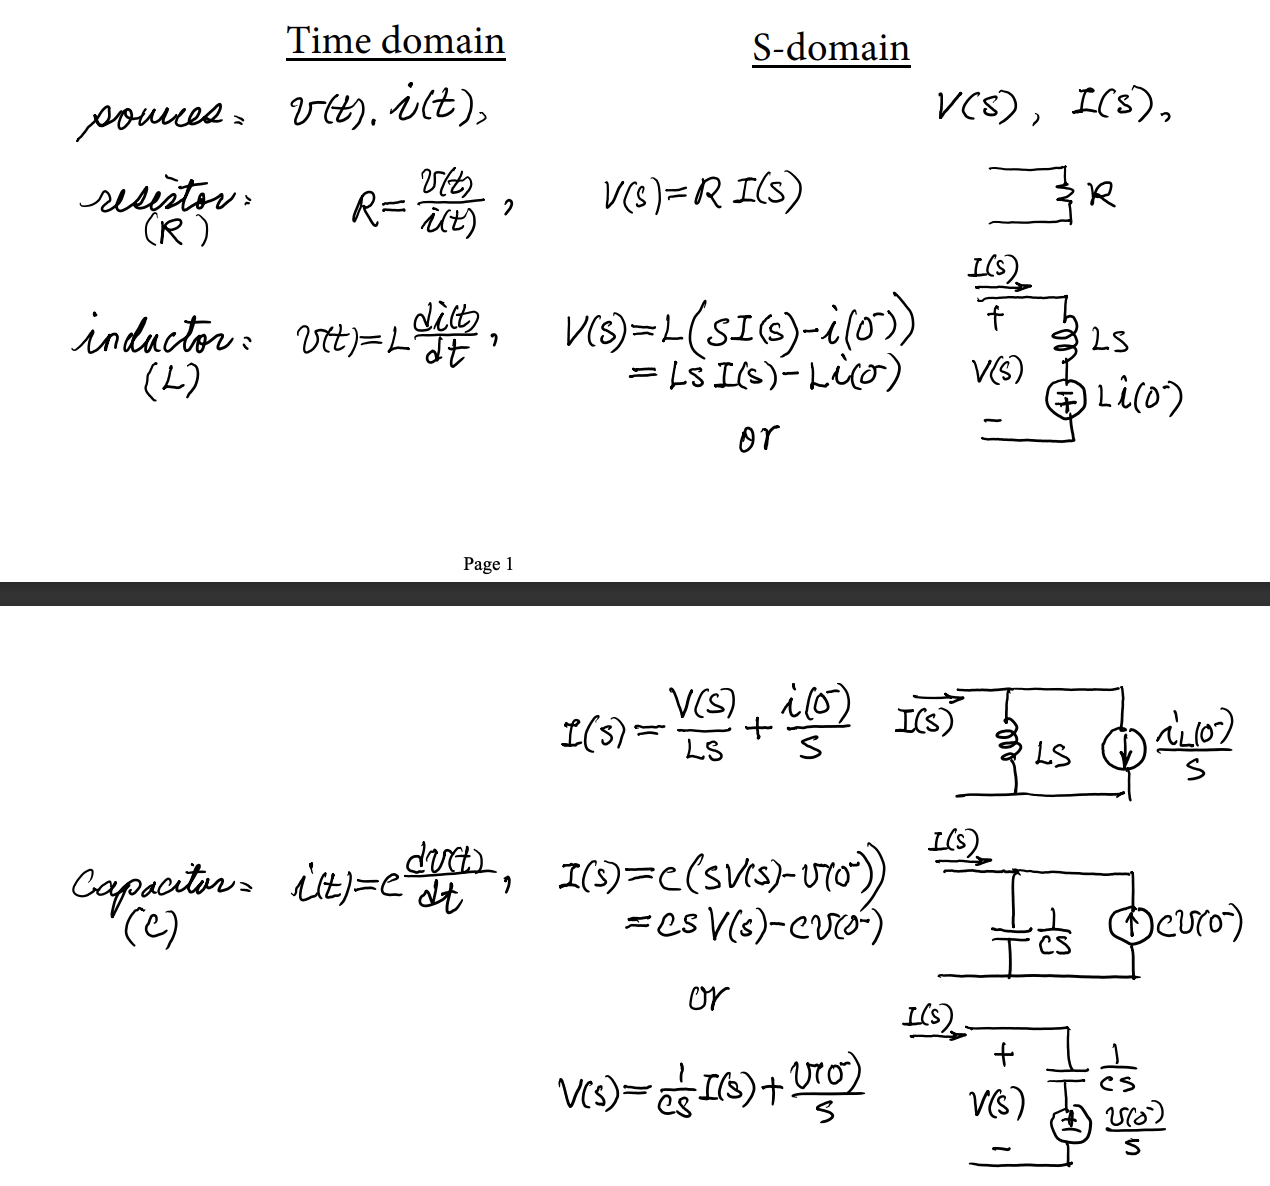 Time domain
S-domain
sources: v(t), i(t),
V(s), I(s),
resistor: (R)
R = v(t)/i(t),
V(s) = R I(s)
R
inductor: (L)
v(t) = L di(t)/dt,
V(s) = L(sI(s) - i(0⁻))
= Ls I(s) - Li(0⁻)
or
I(s)
+
V(s)
-
Ls
- +
Li(0⁻)
Page 1
I(s) = V(s)/Ls + i(0⁻)/s
I(s)
Ls
i_L(0⁻)/s
Capacitor: (C)
i(t) = c dv(t)/dt,
I(s) = c(sV(s) - v(0⁻))
= cs V(s) - cv(0⁻)
or
I(s)
1/cs
cv(0⁻)
V(s) = 1/cs I(s) + v(0⁻)/s
I(s)
+
V(s)
-
1/cs
+ -
v(0⁻)/s